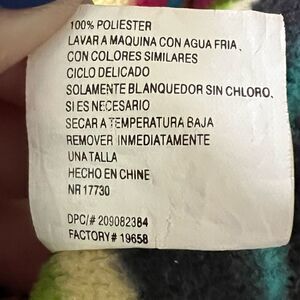 100% POLIESTER
LAVAR A MAQUINA CON AGUA FRIA,
CON COLORES SIMILARES
CICLO DELICADO
SOLAMENTE BLANQUEDOR SIN CHLORO,
SI ES NECESARIO
SECAR A TEMPERATURA BAJA
REMOVER INMEDIATAMENTE
UNA TALLA
HECHO EN CHINE
NR 17730
DPC/# 209082384
FACTORY# 19658